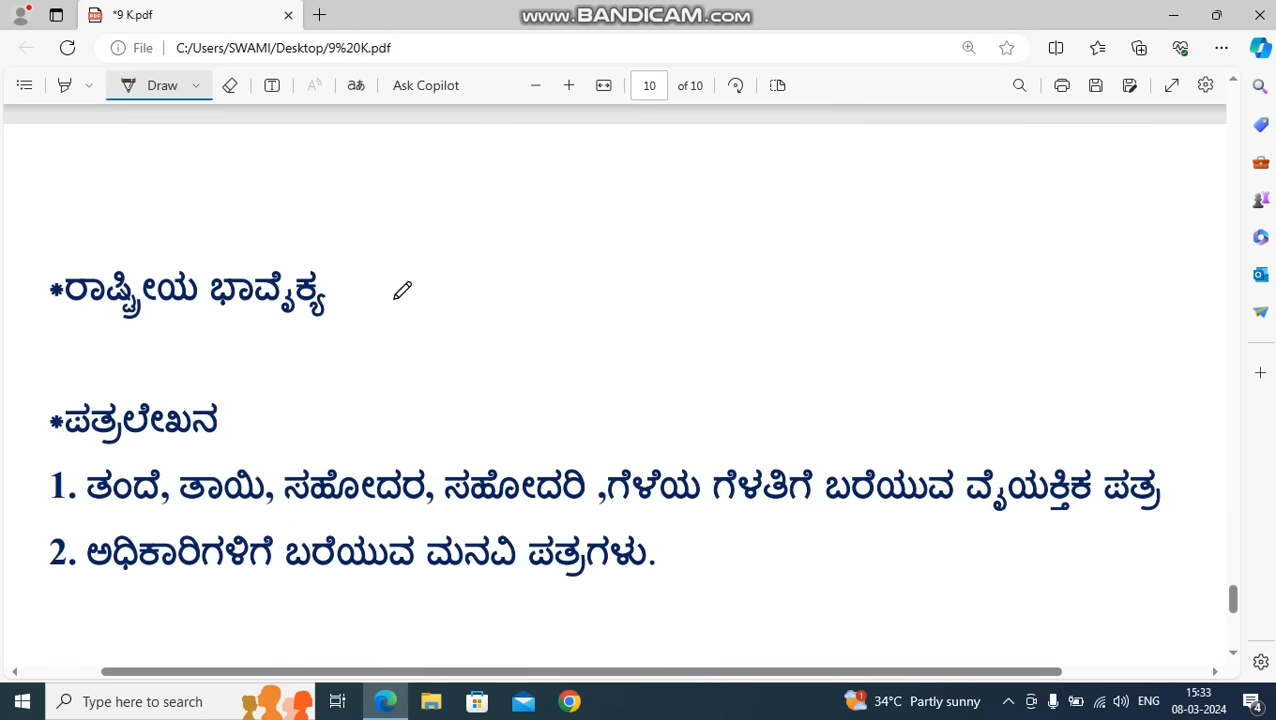 www.BANDICAM.com
*9 K.pdf
File C:/Users/SWAMI/Desktop/9%20K.pdf
Draw Ask Copilot 10 of 10
*ರಾಷ್ಟ್ರೀಯ ಭಾವೈಕ್ಯ
*ಪತ್ರಲೇಖನ
1. ತಂದೆ, ತಾಯಿ, ಸಹೋದರ, ಸಹೋದರಿ ,ಗೆಳೆಯ ಗೆಳತಿಗೆ ಬರೆಯುವ ವೈಯಕ್ತಿಕ ಪತ್ರ
2. ಅಧಿಕಾರಿಗಳಿಗೆ ಬರೆಯುವ ಮನವಿ ಪತ್ರಗಳು.
Type here to search 34°C Partly sunny ENG 15:33
08-03-2024